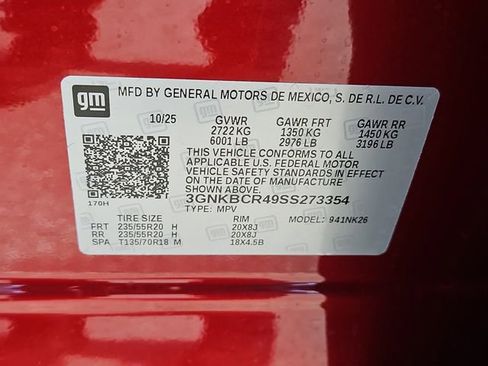 gm MFD BY GENERAL MOTORS DE MEXICO, S. DE R.L. DE C.V.
10/25 GVWR GAWR FRT GAWR RR
2722 KG 1350 KG 1450 KG
6001 LB 2976 LB 3196 LB
THIS VEHICLE CONFORMS TO ALL
APPLICABLE U.S. FEDERAL MOTOR
VEHICLE SAFETY STANDARDS IN EFFECT
ON THE DATE OF MANUFACTURE
SHOWN ABOVE.
3GNKBCR49SS273354
170H TYPE: MPV MODEL: 941NK26
TIRE SIZE RIM
FRT 235/55R20 H 20X8J
RR 235/55R20 H 20X8J
SPA T135/70R18 M 18X4.5B